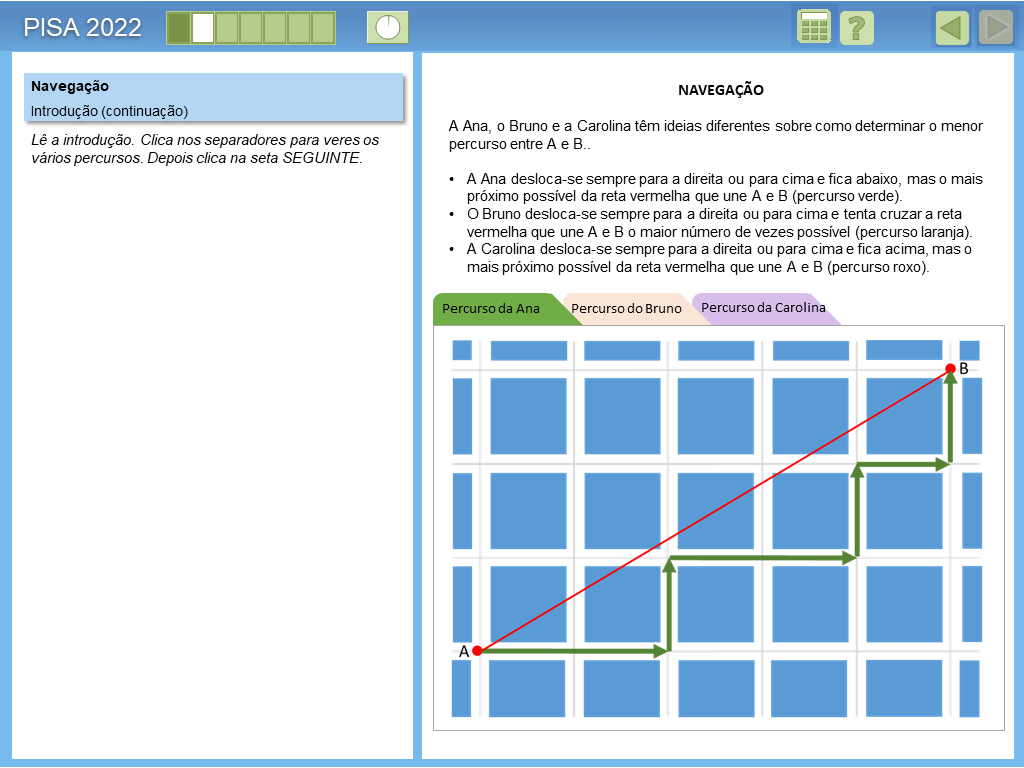 PISA 2022
?
Navegação
Introdução (continuação)
Lê a introdução. Clica nos separadores para veres os
vários percursos. Depois clica na seta SEGUINTE.
NAVEGAÇÃO
A Ana, o Bruno e a Carolina têm ideias diferentes sobre como determinar o menor
percurso entre A e B..
• A Ana desloca-se sempre para a direita ou para cima e fica abaixo, mas o mais
próximo possível da reta vermelha que une A e B (percurso verde).
• O Bruno desloca-se sempre para a direita ou para cima e tenta cruzar a reta
vermelha que une A e B o maior número de vezes possível (percurso laranja).
• A Carolina desloca-se sempre para a direita ou para cima e fica acima, mas o
mais próximo possível da reta vermelha que une A e B (percurso roxo).
Percurso da Ana
Percurso do Bruno
Percurso da Carolina
B
A